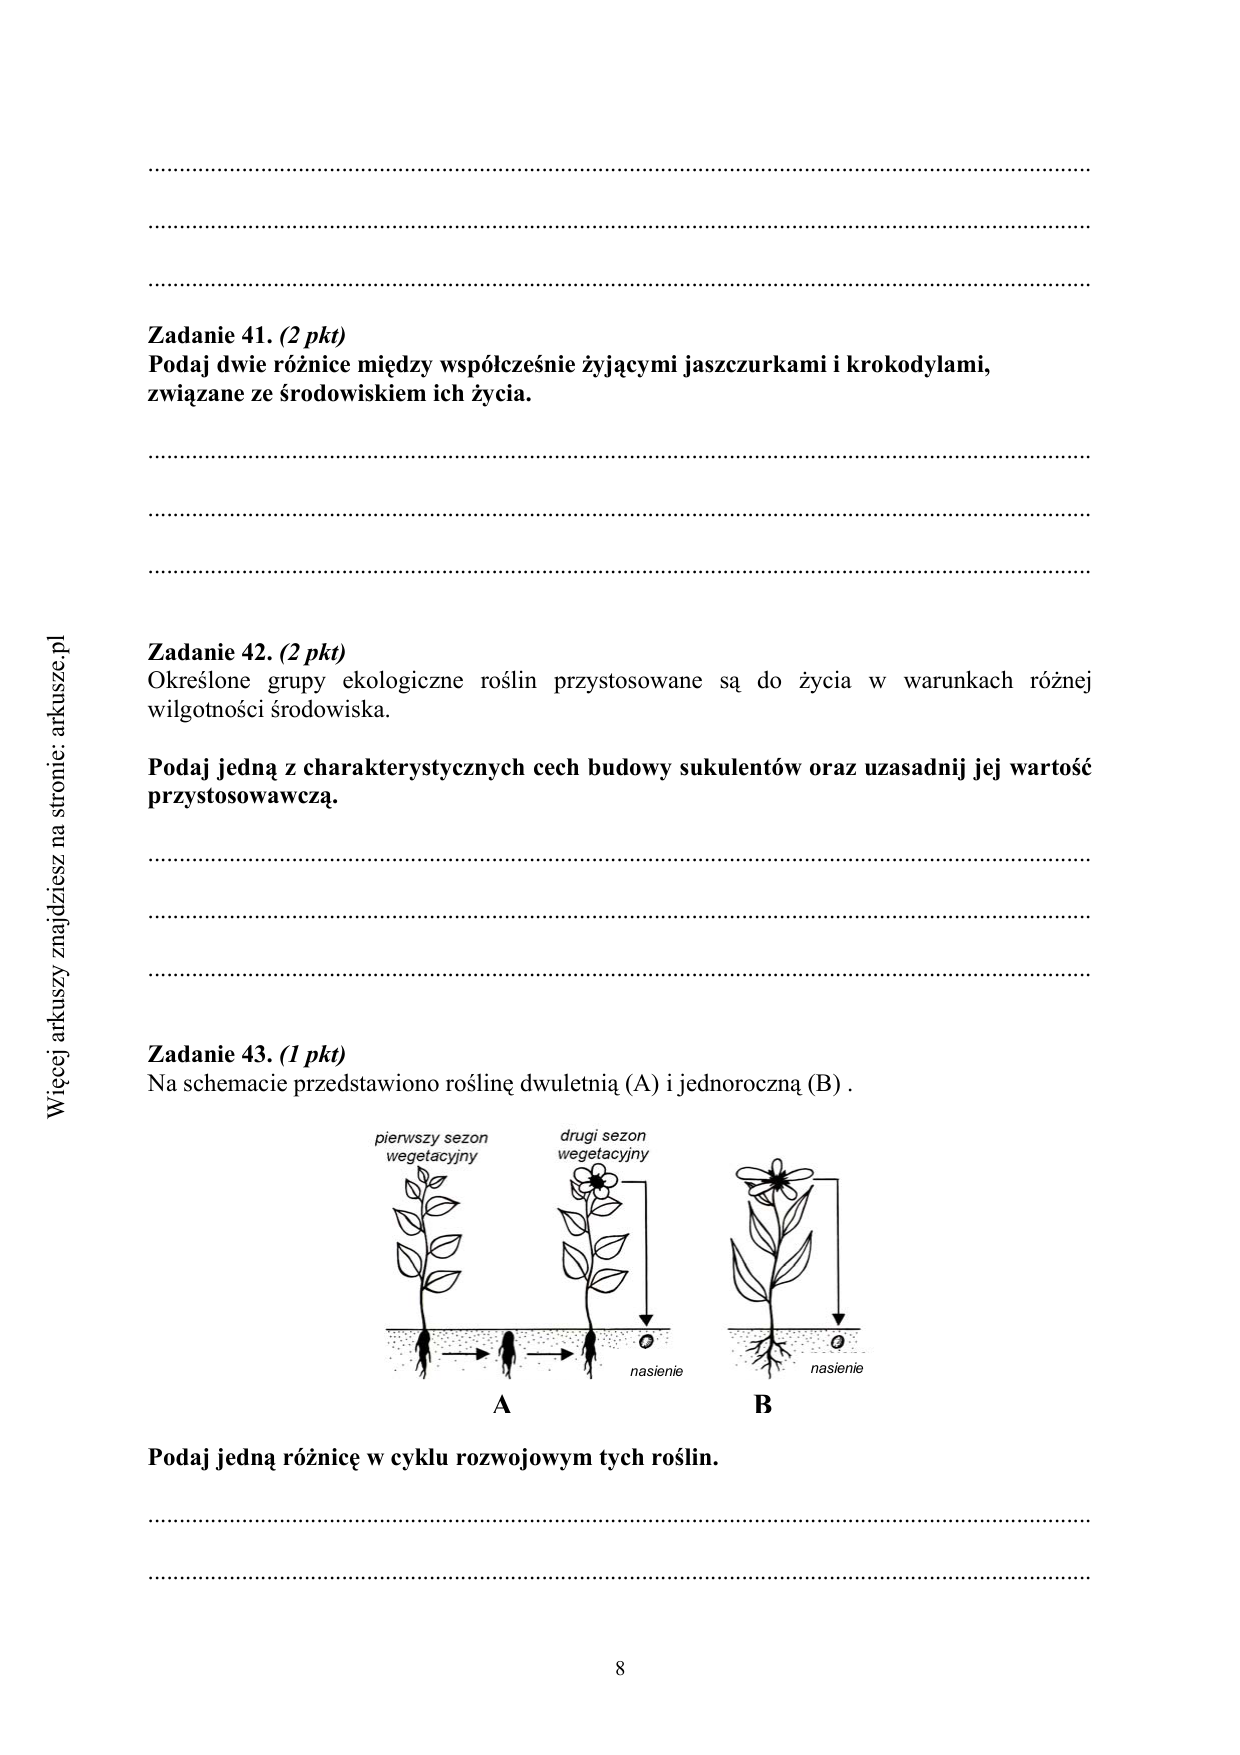 Zadanie 41. (2 pkt)
Podaj dwie różnice między współcześnie żyjącymi jaszczurkami i krokodylami,
związane ze środowiskiem ich życia.
Zadanie 42. (2 pkt)
Określone grupy ekologiczne roślin przystosowane są do życia w warunkach różnej
wilgotności środowiska.
Podaj jedną z charakterystycznych cech budowy sukulentów oraz uzasadnij jej wartość
przystosowawczą.
Zadanie 43. (1 pkt)
Na schemacie przedstawiono roślinę dwuletnią (A) i jednoroczną (B) .
pierwszy sezon
wegetacyjny
drugi sezon
wegetacyjny
nasienie
nasienie
A
B
Podaj jedną różnicę w cyklu rozwojowym tych roślin.
8
Więcej arkuszy znajdziesz na stronie: arkusze.pl